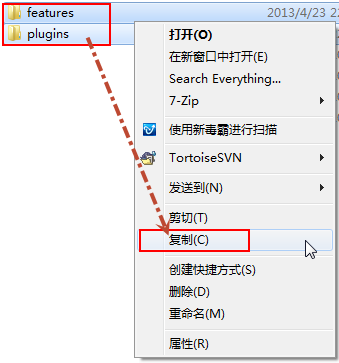 features
2013/4/23 22
plugins
打开(O)
在新窗口中打开(E)
Search Everything...
7-Zip
使用新毒霸进行扫描
TortoiseSVN
发送到(N)
剪切(T)
复制(C)
创建快捷方式(S)
删除(D)
重命名(M)
属性(R)